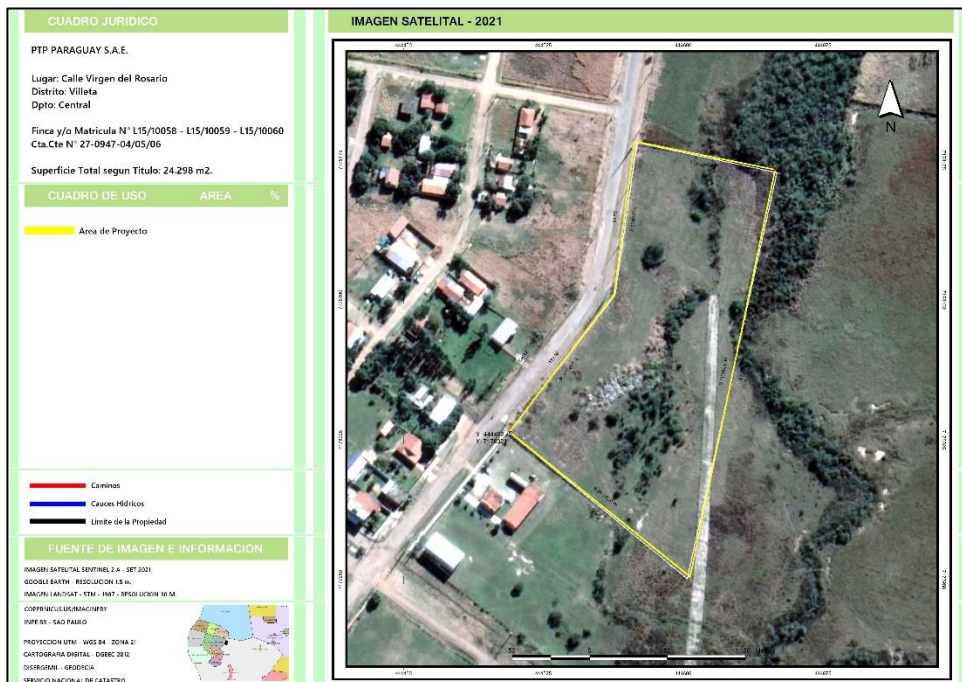 CUADRO JURIDICO
PTP PARAGUAY S.A.E.
Lugar: Calle Virgen del Rosario
Distrito: Villeta
Dpto: Central
Finca y/o Matricula N° L15/10058 - L15/10059 - L15/10060
Cta.Cte N° 27-0947-04/05/06
Superficie Total segun Titulo: 24.298 m2.
CUADRO DE USO AREA %
Area de Proyecto
Caminos
Cauces Hidricos
Limite de la Propiedad
FUENTE DE IMAGEN E INFORMACION
IMAGEN SATELITAL SENTINEL 2 A - SET 2021
GOOGLE EARTH - RESOLUCION 1.5 m.
IMAGEN LANDSAT - 5TM - 1987 - RESOLUCION 30 M.
COPERNICUS.US/IMAGINERY
INPE.BR - SAO PAULO
PROYECCION UTM - WGS 84 - ZONA 21
CARTOGRAFIA DIGITAL - DGEEC 2012
DISERGEMIL - GEODECIA
SERVICIO NACIONAL DE CATASTRO
IMAGEN SATELITAL - 2021
N
50 0